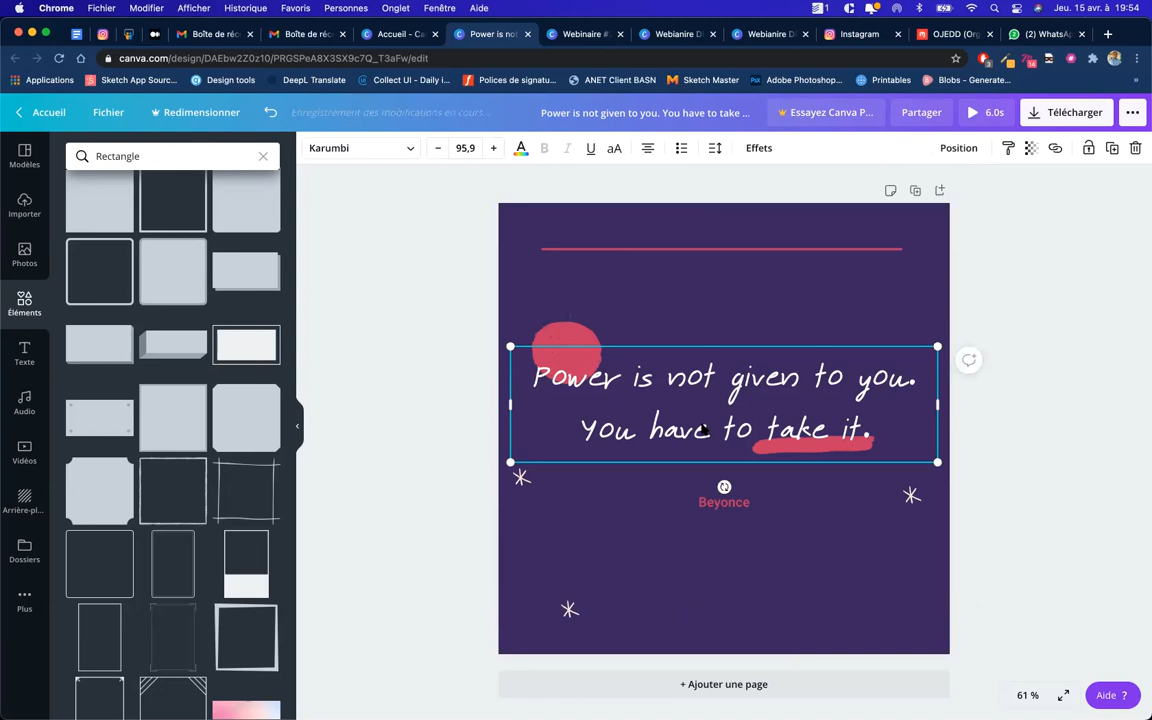 Chrome Fichier Modifier Afficher Historique Favoris Personnes Onglet Fenêtre Aide 1 Jeu. 15 avr. à 19:54
Boîte de réc Boîte de réc Accueil - Ca Power is not Webinaire #: Webianire D Webianire D Instagram OJEDD (Org (2) WhatsA
canva.com/design/DAEbw2Z0z10/PRGSPeA8X3SX9c7Q_T3aFw/edit
Applications Sketch App Sourc... Design tools DeepL Translate Collect UI - Daily i... Polices de signatu... ANET Client BASN Sketch Master Adobe Photoshop... Printables Blobs - Generate...
Accueil Fichier Redimensionner Enregistrement des modifications en cours... Power is not given to you. You have to take ... Essayez Canva P... Partager 6.0s Télécharger
Rectangle
Karumbi – 95,9 + A B I U aA Effets Position
Modèles
Importer
Photos
Éléments
Texte
Audio
Vidéos
Arrière-pl...
Dossiers
Plus
Power is not given to you.
You have to take it.
Beyonce
+ Ajouter une page
61 % Aide ?